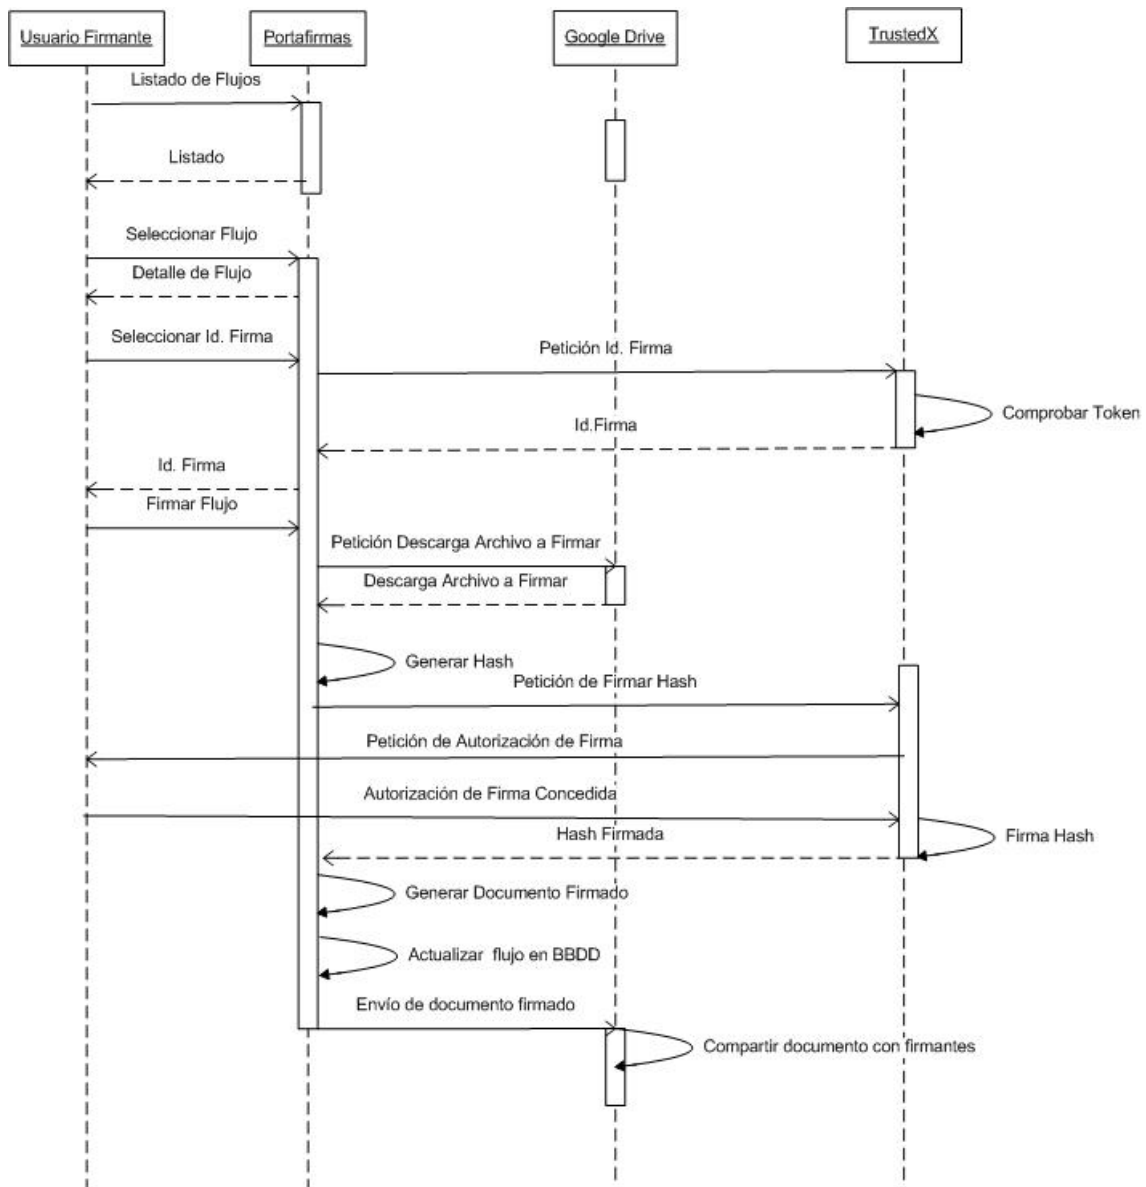 Usuario Firmante
Portafirmas
Google Drive
TrustedX
Listado de Flujos
Listado
Seleccionar Flujo
Detalle de Flujo
Seleccionar Id. Firma
Petición Id. Firma
Comprobar Token
Id.Firma
Id. Firma
Firmar Flujo
Petición Descarga Archivo a Firmar
Descarga Archivo a Firmar
Generar Hash
Petición de Firmar Hash
Petición de Autorización de Firma
Autorización de Firma Concedida
Hash Firmada
Firma Hash
Generar Documento Firmado
Actualizar flujo en BBDD
Envío de documento firmado
Compartir documento con firmantes